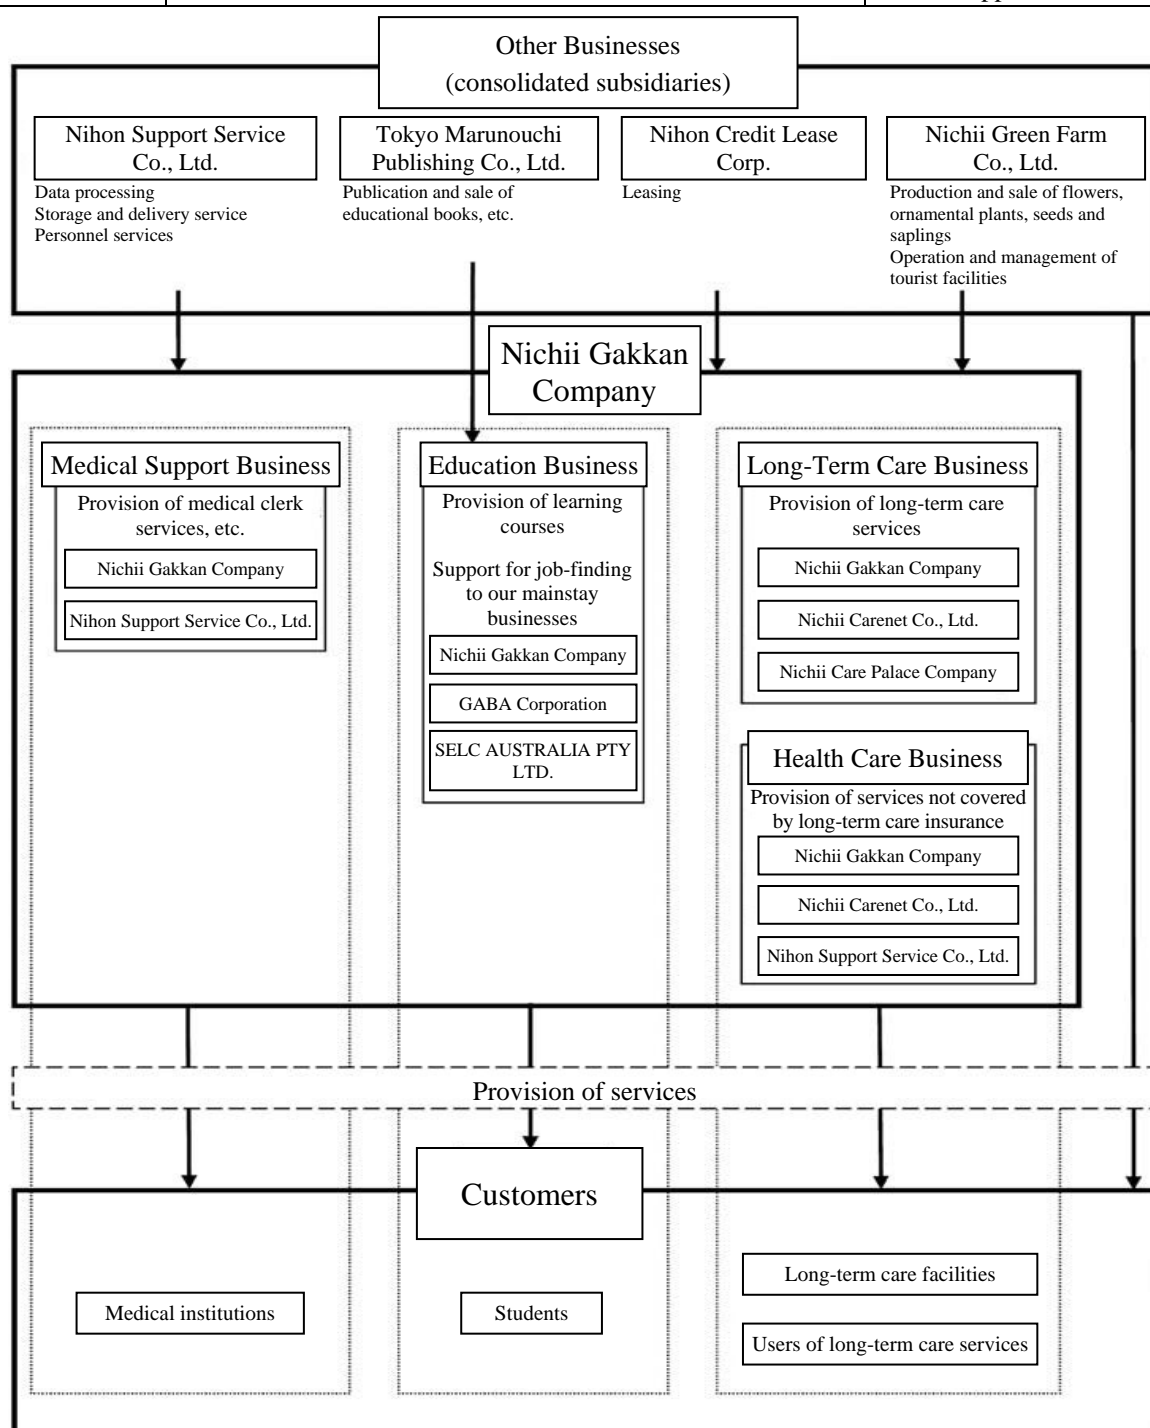 Other Businesses
(consolidated subsidiaries)
Nihon Support Service
Co., Ltd.
Data processing
Storage and delivery service
Personnel services
Tokyo Marunouchi
Publishing Co., Ltd.
Publication and sale of
educational books, etc.
Nihon Credit Lease
Corp.
Leasing
Nichii Green Farm
Co., Ltd.
Production and sale of flowers,
ornamental plants, seeds and
saplings
Operation and management of
tourist facilities
Nichii Gakkan
Company
Medical Support Business
Provision of medical clerk
services, etc.
Nichii Gakkan Company
Nihon Support Service Co., Ltd.
Education Business
Provision of learning
courses
Support for job-finding
to our mainstay
businesses
Nichii Gakkan Company
GABA Corporation
SELC AUSTRALIA PTY
LTD.
Long-Term Care Business
Provision of long-term care
services
Nichii Gakkan Company
Nichii Carenet Co., Ltd.
Nichii Care Palace Company
Health Care Business
Provision of services not covered
by long-term care insurance
Nichii Gakkan Company
Nichii Carenet Co., Ltd.
Nihon Support Service Co., Ltd.
Provision of services
Customers
Medical institutions
Students
Long-term care facilities
Users of long-term care services